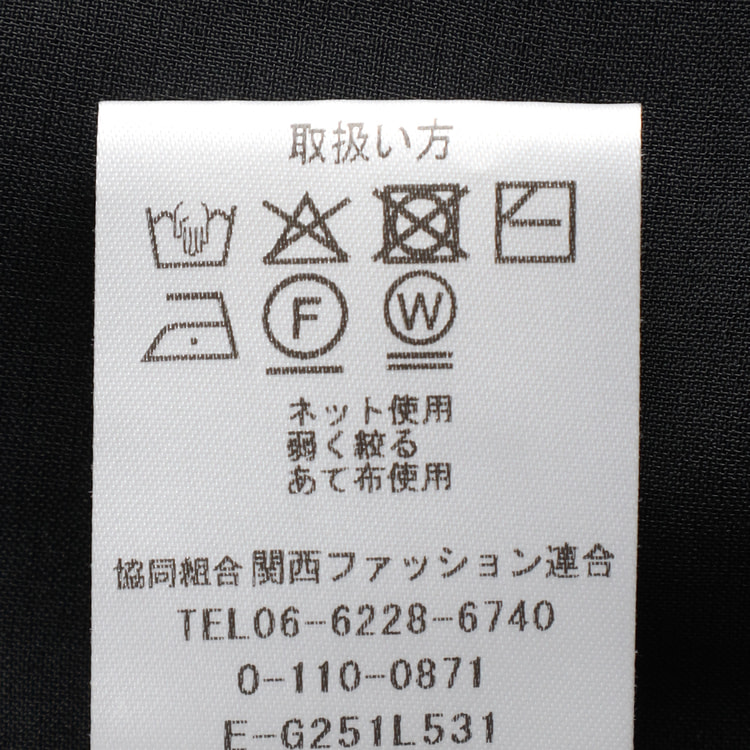 取扱い方
F W
ネット使用
弱く絞る
あて布使用
協同組合 関西ファッション連合
TEL06-6228-6740
0-110-0871
E-G251L531